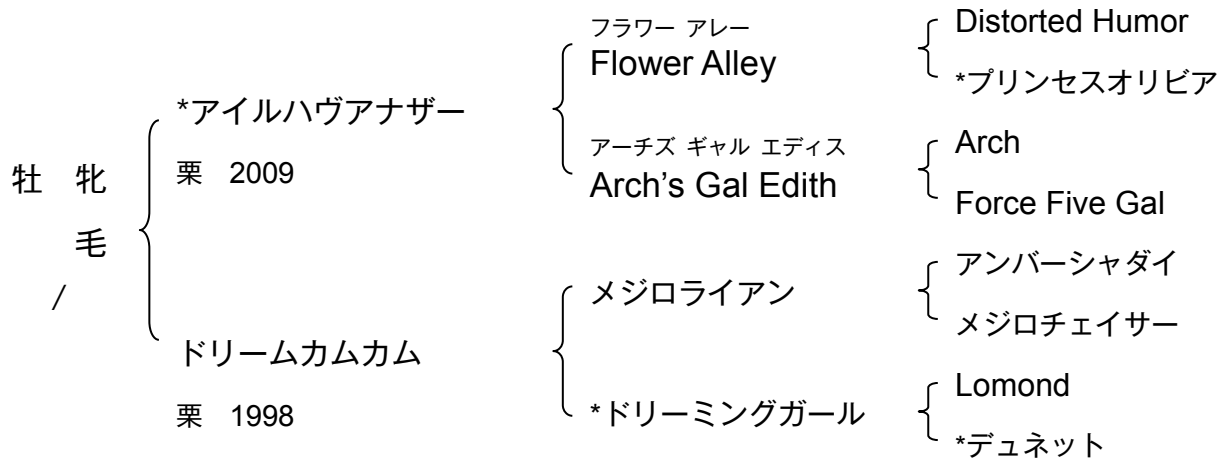 牡 牝
毛
/
*アイルハヴアナザー
栗 2009
ドリームカムカム
栗 1998
フラワー アレー
Flower Alley
アーチズ ギャル エディス
Arch's Gal Edith
メジロライアン
*ドリーミングガール
Distorted Humor
*プリンセスオリビア
Arch
Force Five Gal
アンバーシャダイ
メジロチェイサー
Lomond
*デュネット